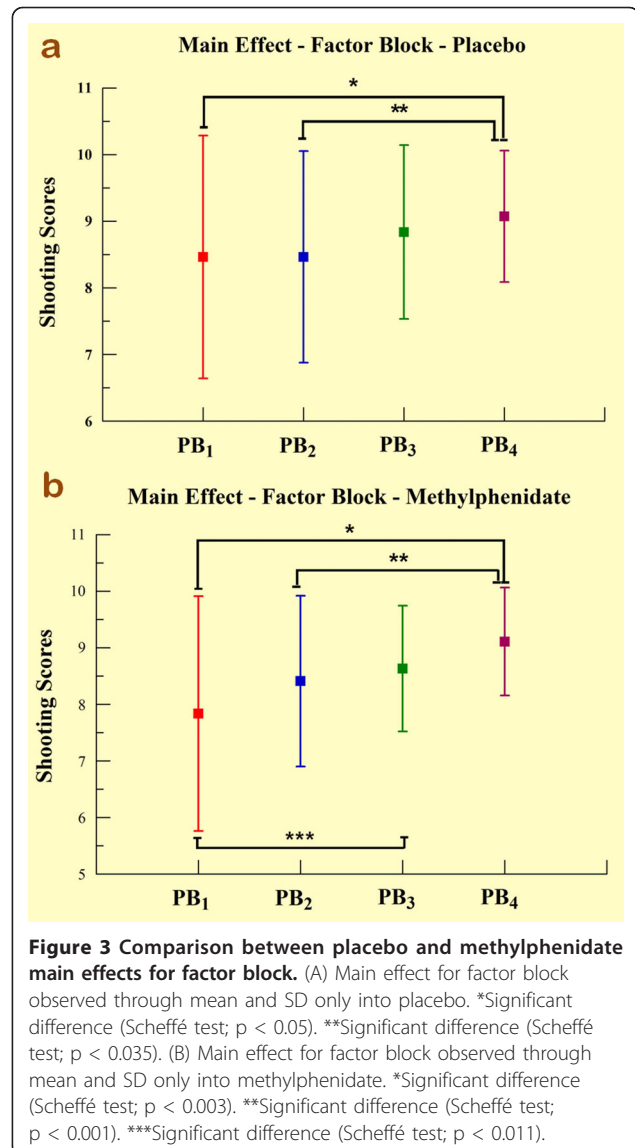 a
Main Effect - Factor Block - Placebo
11
10
9
8
7
6
Shooting Scores
*
**
PB₁ PB₂ PB₃ PB₄
b
Main Effect - Factor Block - Methylphenidate
11
10
9
8
7
6
5
Shooting Scores
*
**
***
PB₁ PB₂ PB₃ PB₄
Figure 3 Comparison between placebo and methylphenidate
main effects for factor block. (A) Main effect for factor block
observed through mean and SD only into placebo. *Significant
difference (Scheffé test; p < 0.05). **Significant difference (Scheffé
test; p < 0.035). (B) Main effect for factor block observed through
mean and SD only into methylphenidate. *Significant difference
(Scheffé test; p < 0.003). **Significant difference (Scheffé test;
p < 0.001). ***Significant difference (Scheffé test; p < 0.011).